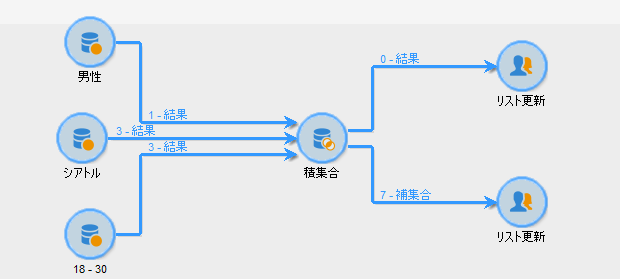 男性
1 - 結果
シアトル
3 - 結果
3 - 結果
18 - 30
積集合
0 - 結果
リスト更新
7 - 補集合
リスト更新